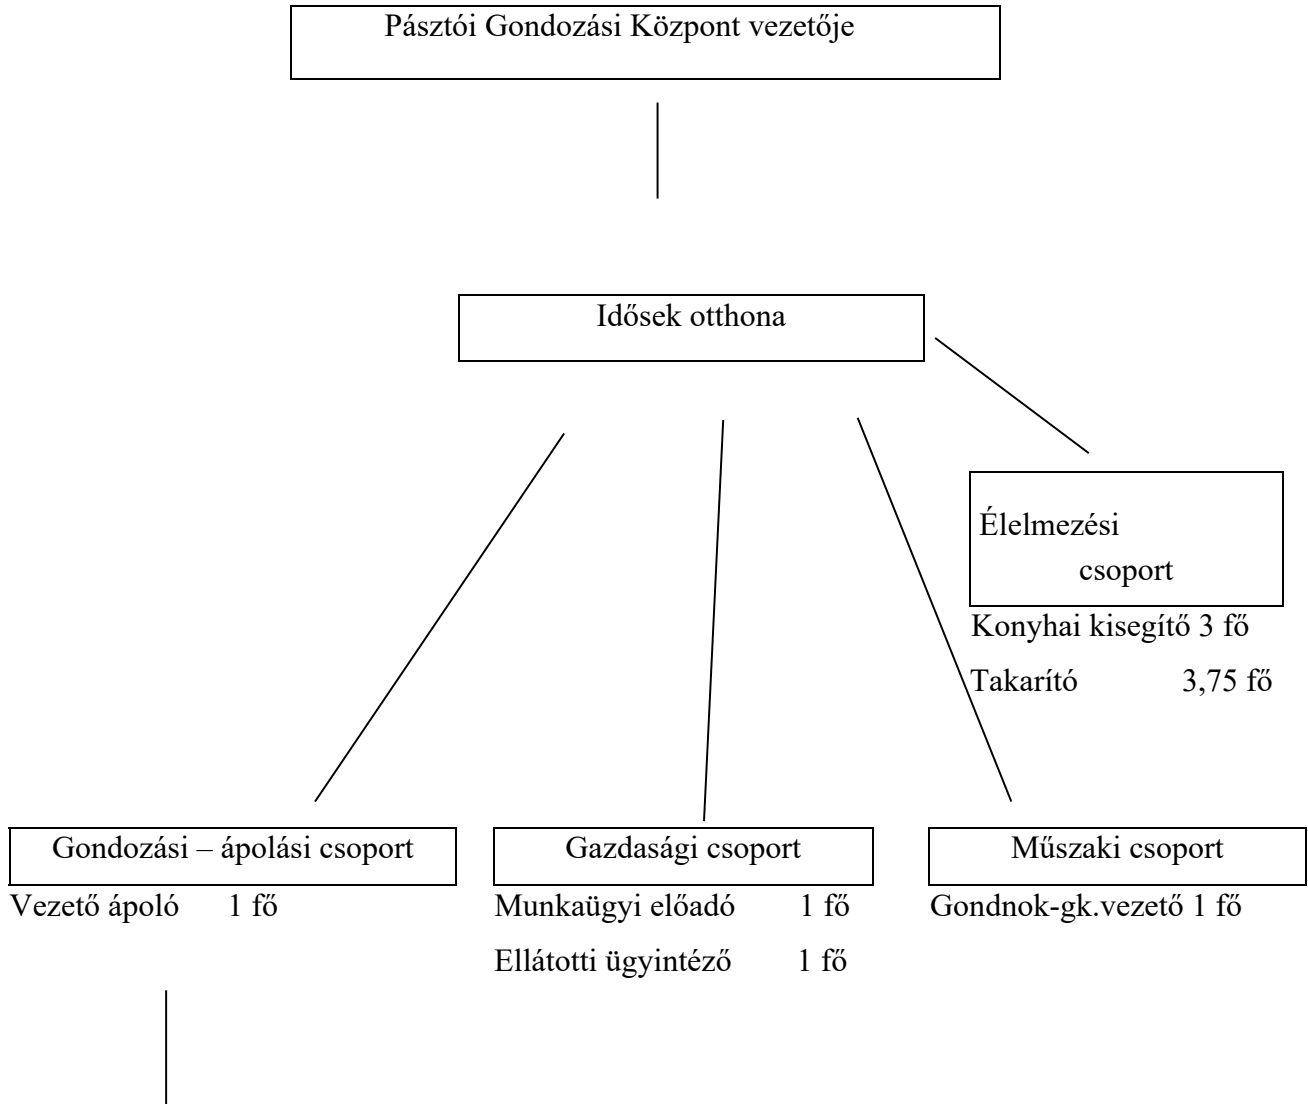 Pásztói Gondozási Központ vezetője
Idősek otthona
Élelmezési
csoport
Konyhai kisegítő 3 fő
Takarító 3,75 fő
Gondozási – ápolási csoport
Vezető ápoló 1 fő
Gazdasági csoport
Munkaügyi előadó 1 fő
Ellátotti ügyintéző 1 fő
Műszaki csoport
Gondnok-gk.vezető 1 fő